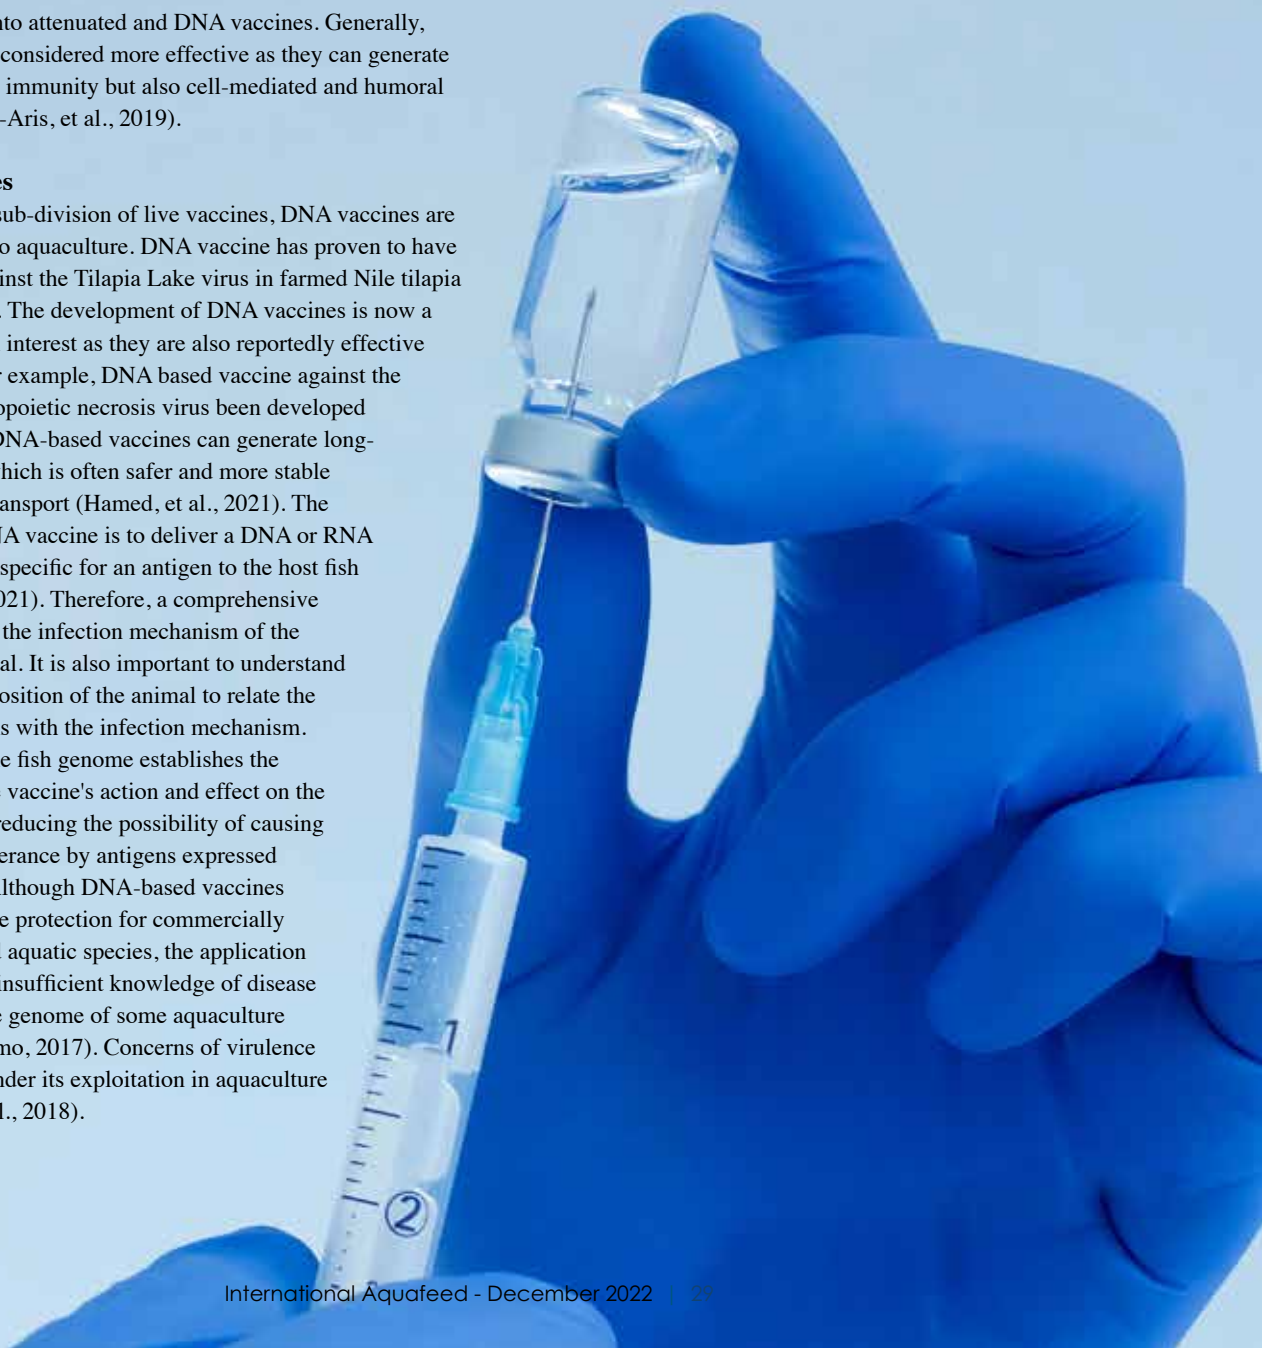 nto attenuated and DNA vaccines. Generally,
considered more effective as they can generate
immunity but also cell-mediated and humoral
-Aris, et al., 2019).
es
sub-division of live vaccines, DNA vaccines are
o aquaculture. DNA vaccine has proven to have
inst the Tilapia Lake virus in farmed Nile tilapia
. The development of DNA vaccines is now a
interest as they are also reportedly effective
r example, DNA based vaccine against the
opoietic necrosis virus been developed
DNA-based vaccines can generate long-
which is often safer and more stable
ransport (Hamed, et al., 2021). The
NA vaccine is to deliver a DNA or RNA
specific for an antigen to the host fish
021). Therefore, a comprehensive
the infection mechanism of the
al. It is also important to understand
osition of the animal to relate the
s with the infection mechanism.
e fish genome establishes the
e vaccine's action and effect on the
reducing the possibility of causing
erance by antigens expressed
Although DNA-based vaccines
e protection for commercially
l aquatic species, the application
insufficient knowledge of disease
e genome of some aquaculture
mo, 2017). Concerns of virulence
nder its exploitation in aquaculture
l., 2018).
1
2
International Aquafeed - December 2022 | 29